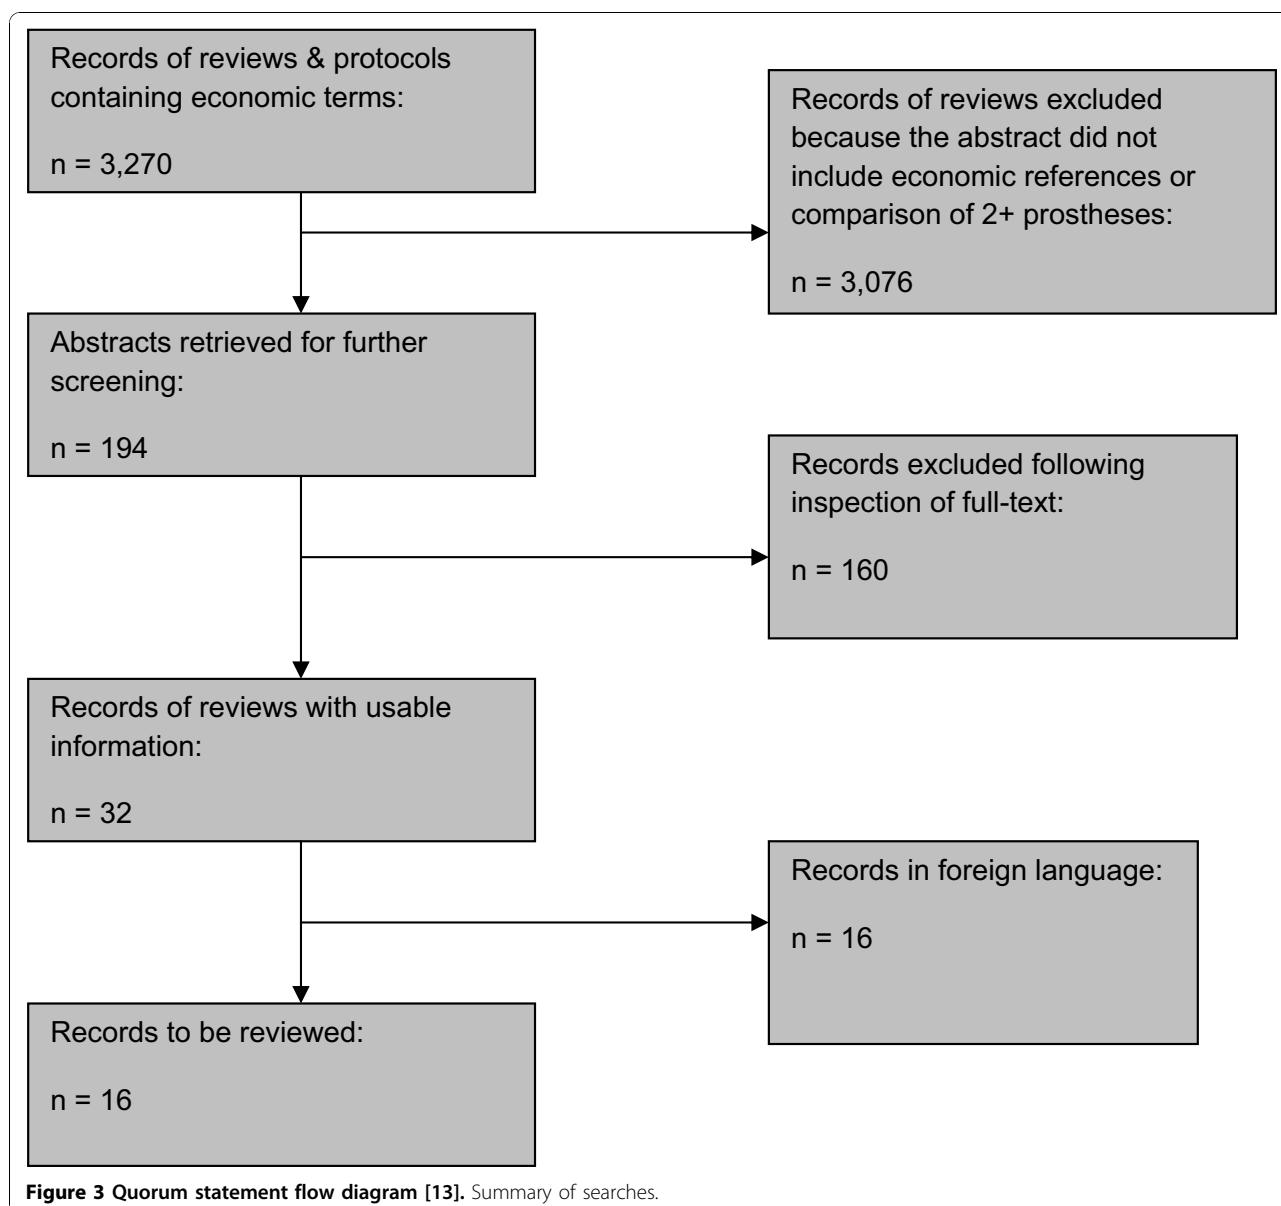 Records of reviews & protocols
containing economic terms:
n = 3,270
Records of reviews excluded
because the abstract did not
include economic references or
comparison of 2+ prostheses:
n = 3,076
Abstracts retrieved for further
screening:
n = 194
Records excluded following
inspection of full-text:
n = 160
Records of reviews with usable
information:
n = 32
Records in foreign language:
n = 16
Records to be reviewed:
n = 16
Figure 3 Quorum statement flow diagram [13]. Summary of searches.